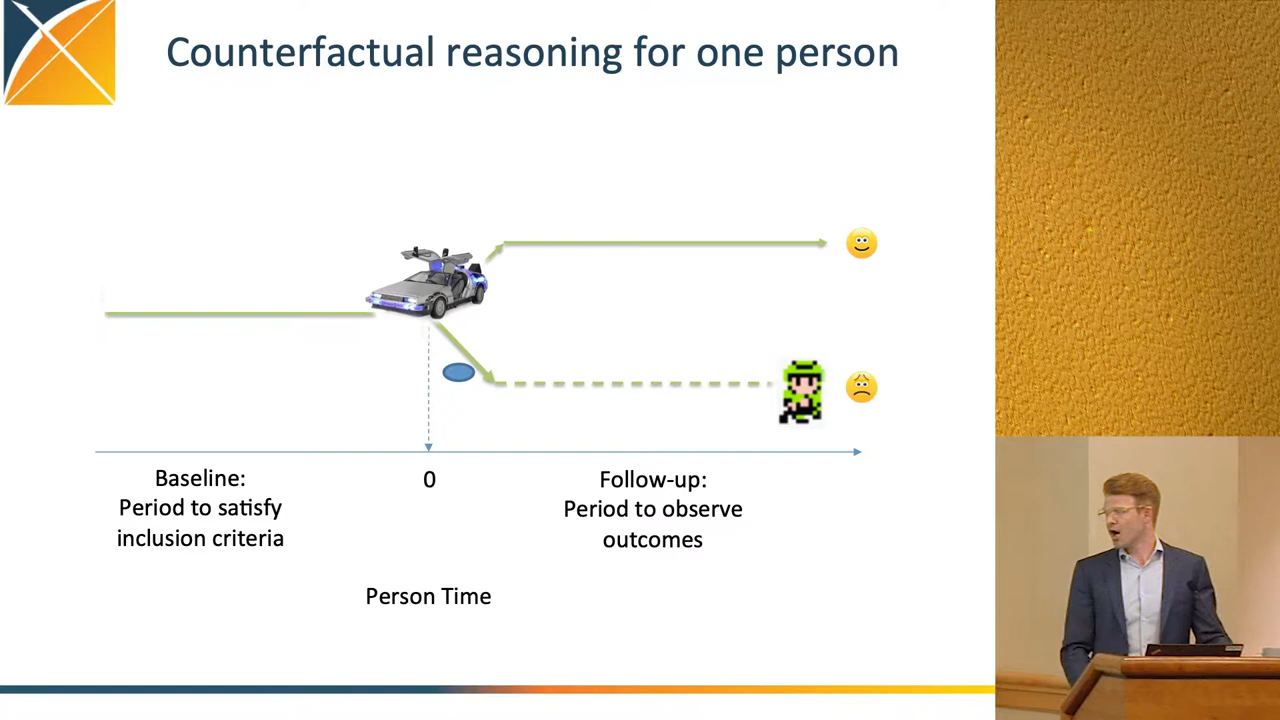 Counterfactual reasoning for one person
Baseline:
Period to satisfy
inclusion criteria
0
Follow-up:
Period to observe
outcomes
Person Time